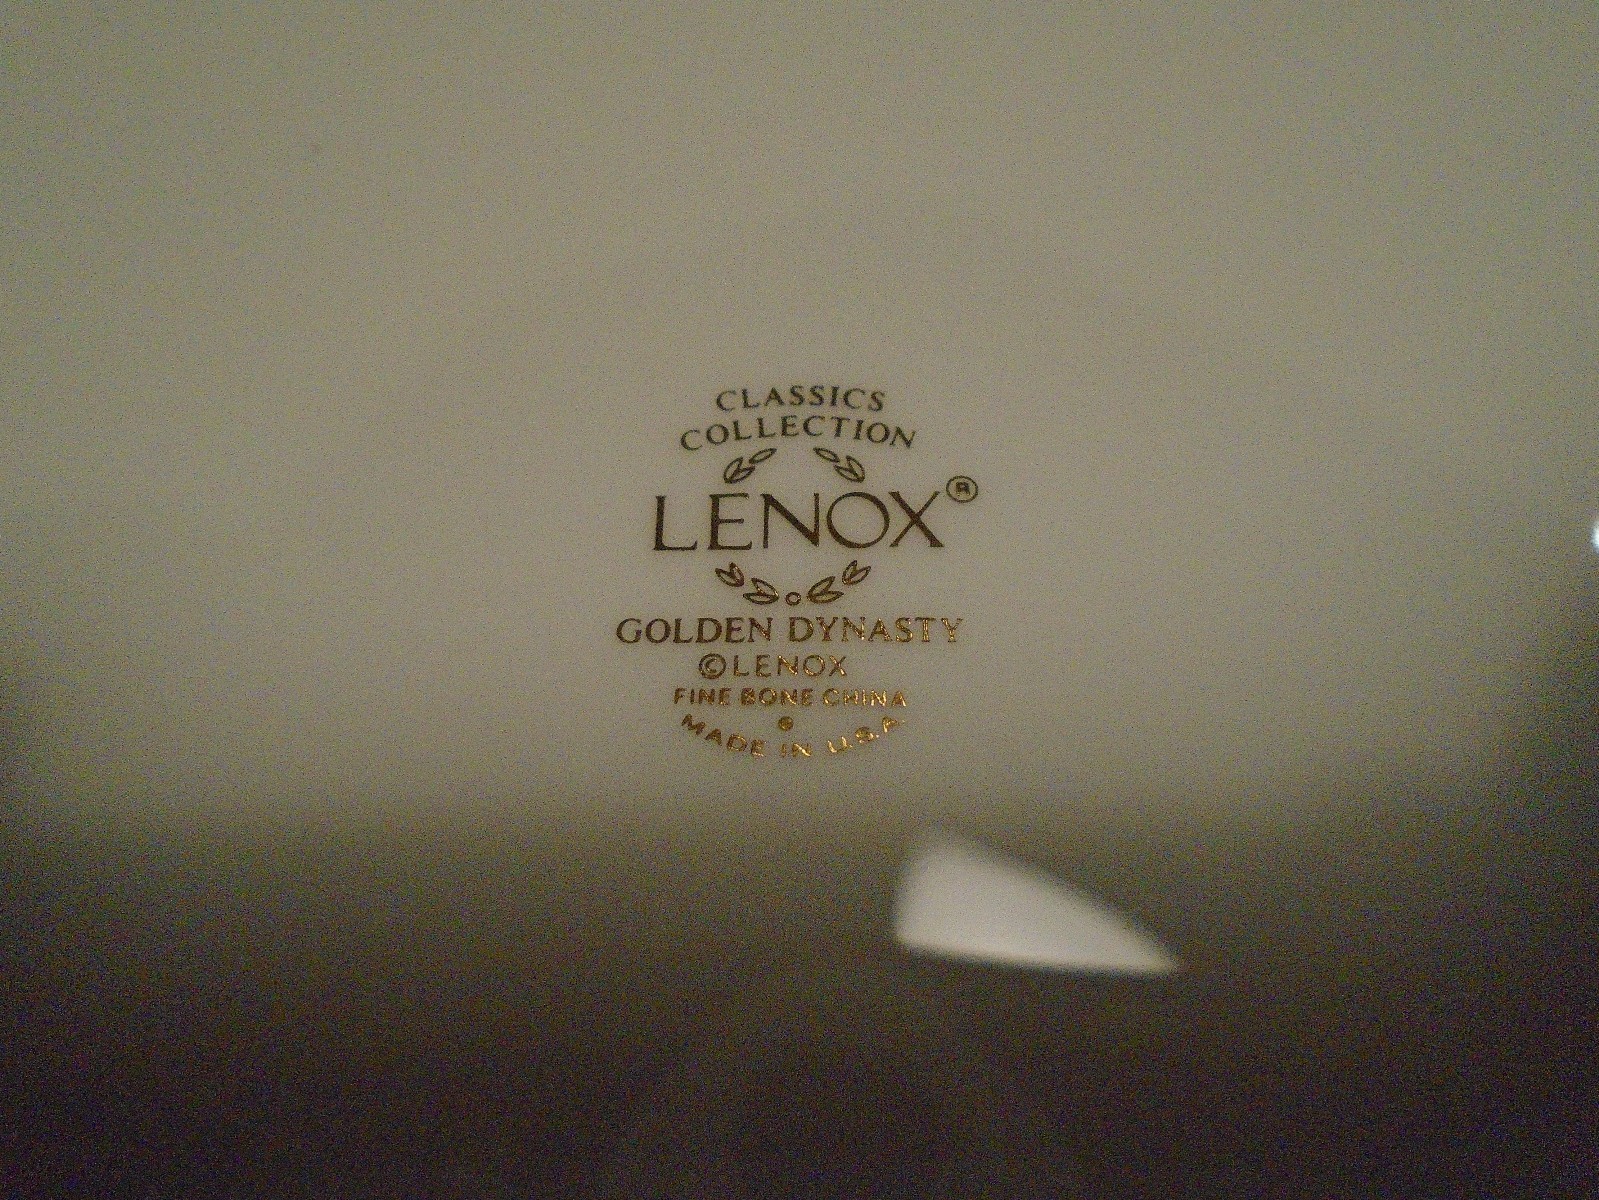 CLASSICS
COLLECTION
LENOX®
GOLDEN DYNASTY
©LENOX
FINE BONE CHINA
MADE IN U.S.A.